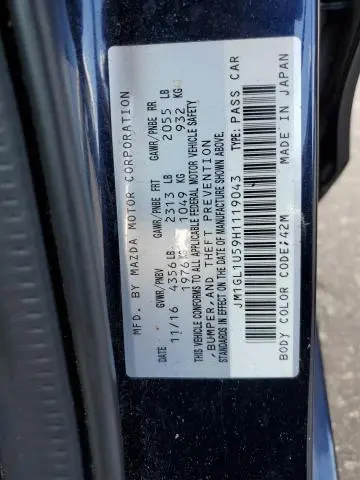 MFD. BY MAZDA MOTOR CORPORATION
DATE GVWR/PNBV GAWR/PNBE FRT GAWR/PNBE RR
11/16 4356 LB 2313 LB 2055 LB
1976 1049 KG 932 KG
THIS VEHICLE CONFORMS TO ALL APPLICABLE FEDERAL MOTOR VEHICLE SAFETY
,BUMPER, AND THEFT PREVENTION
STANDARDS IN EFFECT ON THE DATE OF MANUFACTURE SHOWN ABOVE.
JM1GL1U59H1119043 TYPE: PASS CAR
BODY COLOR CODE;42M MADE IN JAPAN